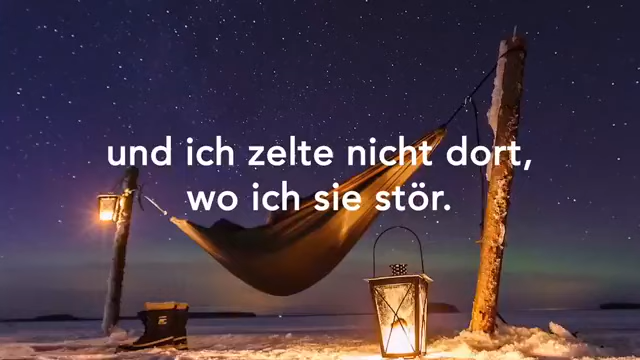 und ich zelte nicht dort,
wo ich sie stör.